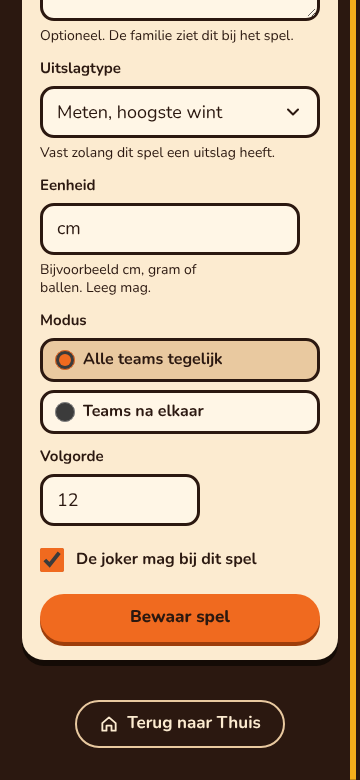 Optioneel. De familie ziet dit bij het spel.
Uitslagtype
Meten, hoogste wint
Vast zolang dit spel een uitslag heeft.
Eenheid
cm
Bijvoorbeeld cm, gram of
ballen. Leeg mag.
Modus
Alle teams tegelijk
Teams na elkaar
Volgorde
12
De joker mag bij dit spel
Bewaar spel
Terug naar Thuis